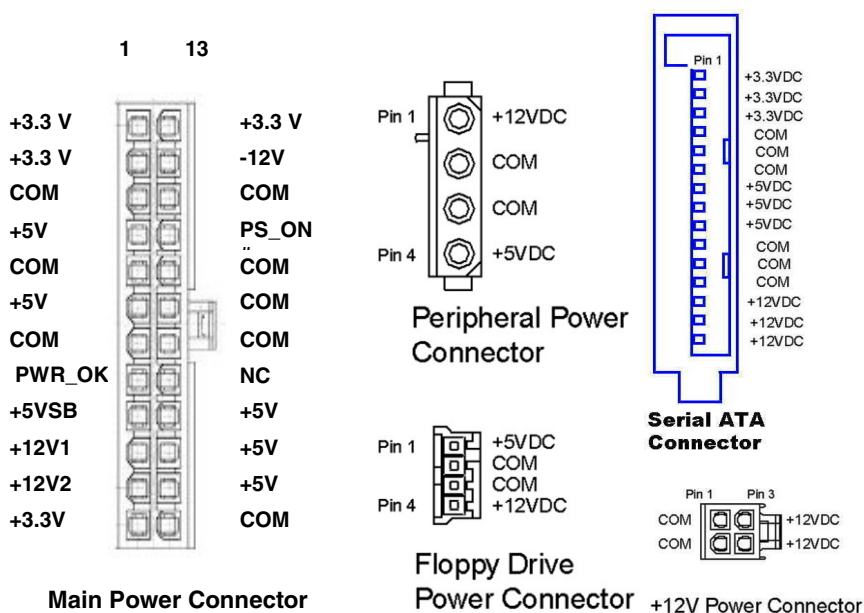 1 13
+3.3 V +3.3 V
+3.3 V -12V
COM COM
+5V PS_ON
#
COM COM
+5V COM
COM COM
PWR_OK NC
+5VSB +5V
+12V1 +5V
+12V2 +5V
+3.3V COM
Main Power Connector
Pin 1 +12VDC
COM
COM
Pin 4 +5VDC
Peripheral Power
Connector
Pin 1 +5VDC
COM
COM
Pin 4 +12VDC
Floppy Drive
Power Connector
Pin 1
+3.3VDC
+3.3VDC
+3.3VDC
COM
COM
COM
+5VDC
+5VDC
+5VDC
COM
COM
COM
+12VDC
+12VDC
+12VDC
Serial ATA
Connector
Pin 1 Pin 3
COM +12VDC
COM +12VDC
+12V Power Connector